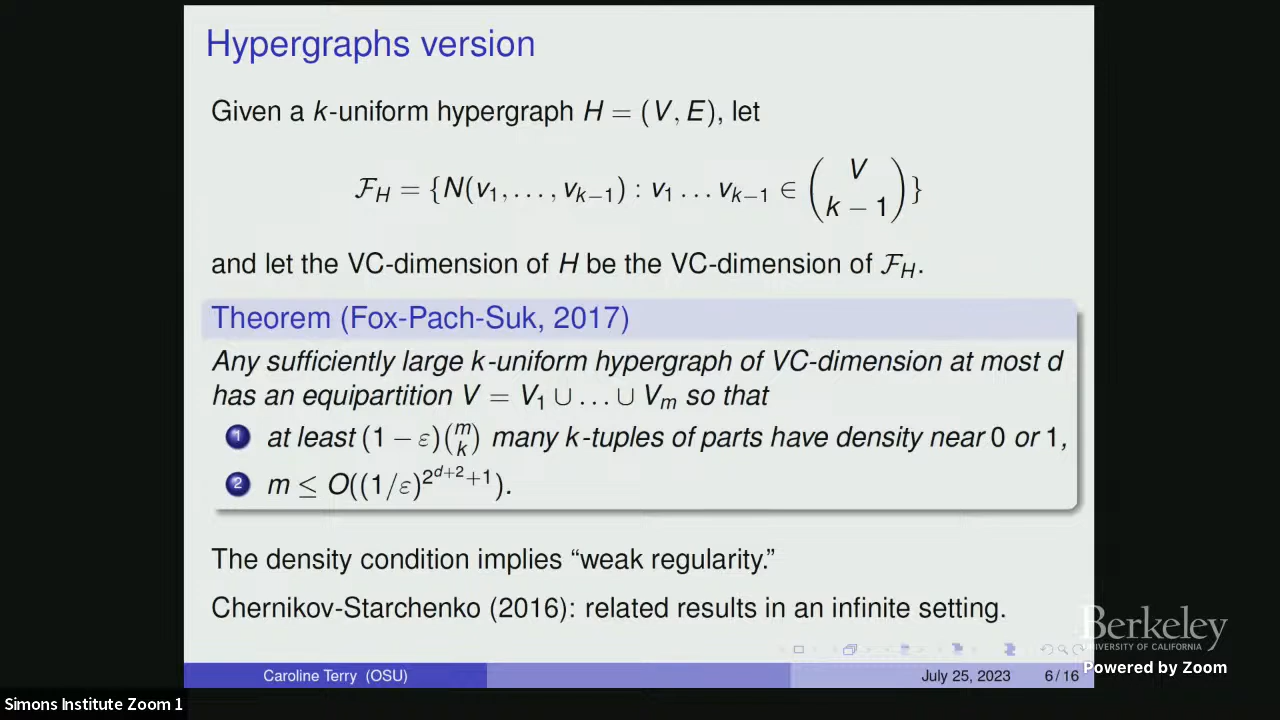 Hypergraphs version
Given a k-uniform hypergraph H = (V, E), let
F_H = {N(v_1, . . . , v_{k−1}) : v_1 . . . v_{k−1} ∈ \binom{V}{k − 1}}
and let the VC-dimension of H be the VC-dimension of F_H.
Theorem (Fox-Pach-Suk, 2017)
Any sufficiently large k-uniform hypergraph of VC-dimension at most d
has an equipartition V = V_1 ∪ . . . ∪ V_m so that
1 at least (1 − ε)\binom{m}{k} many k-tuples of parts have density near 0 or 1,
2 m ≤ O((1/ε)^{2^{d+2}+1}).
The density condition implies “weak regularity.”
Chernikov-Starchenko (2016): related results in an infinite setting.
Berkeley
UNIVERSITY OF CALIFORNIA
Powered by Zoom
Caroline Terry (OSU) July 25, 2023 6 / 16
Simons Institute Zoom 1